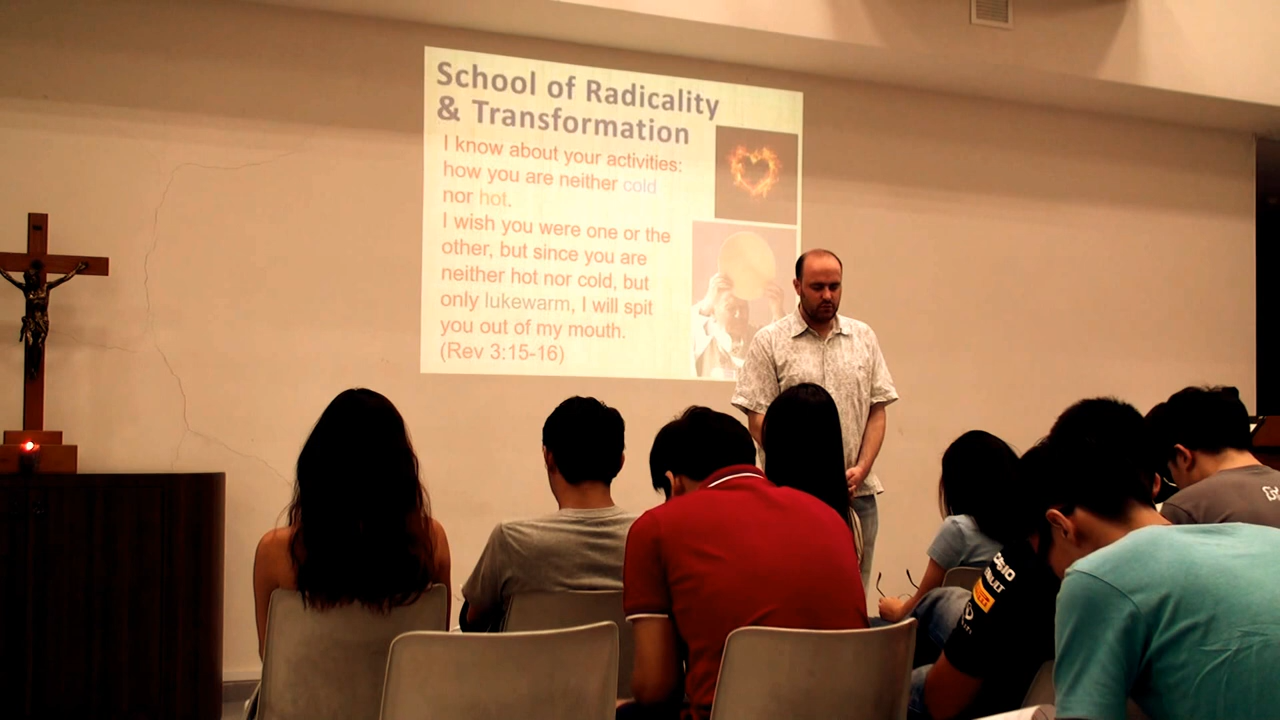 School of Radicality
& Transformation
I know about your activities:
how you are neither cold
nor hot.
I wish you were one or the
other, but since you are
neither hot nor cold, but
only lukewarm, I will spit
you out of my mouth.
(Rev 3:15-16)
CASIO
RENAULT
PIRELLI